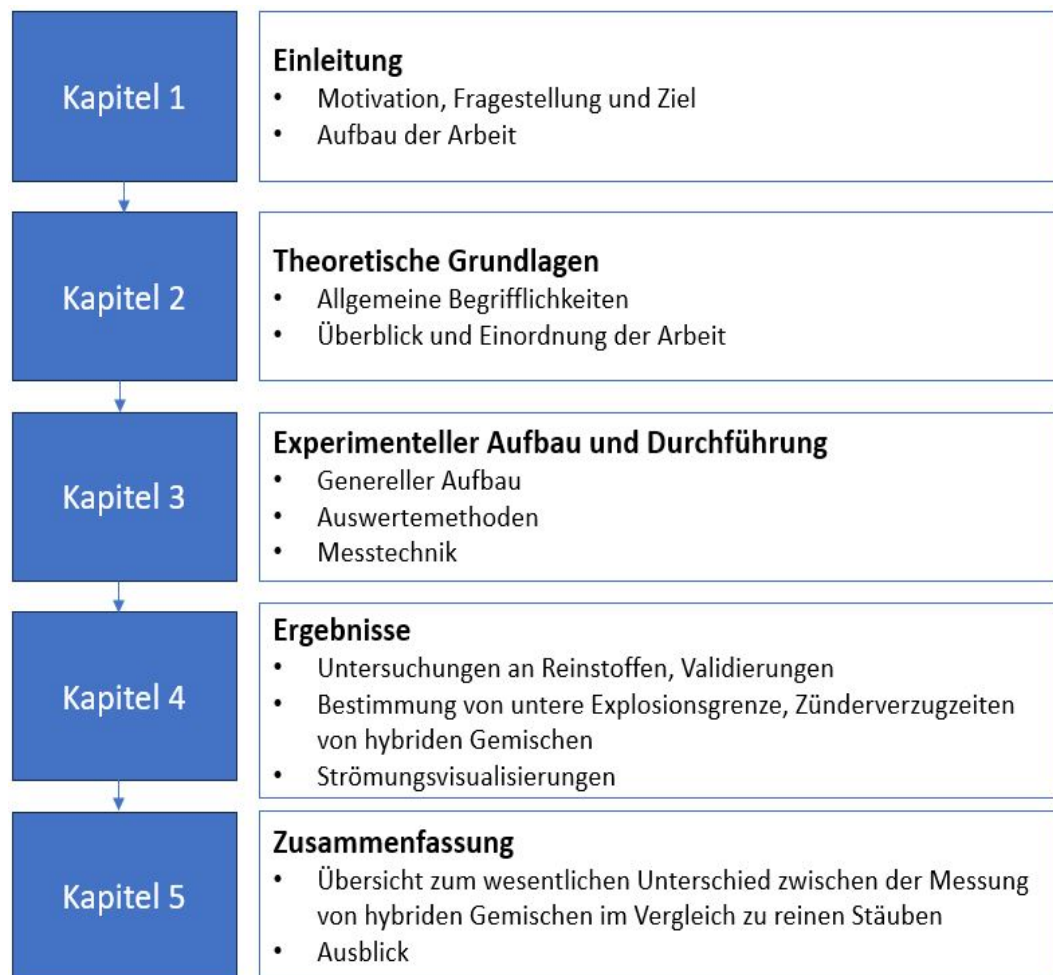 Kapitel 1
Einleitung
• Motivation, Fragestellung und Ziel
• Aufbau der Arbeit
Kapitel 2
Theoretische Grundlagen
• Allgemeine Begrifflichkeiten
• Überblick und Einordnung der Arbeit
Kapitel 3
Experimenteller Aufbau und Durchführung
• Genereller Aufbau
• Auswertemethoden
• Messtechnik
Kapitel 4
Ergebnisse
• Untersuchungen an Reinstoffen, Validierungen
• Bestimmung von untere Explosionsgrenze, Zünderverzugzeiten
von hybriden Gemischen
• Strömungsvisualisierungen
Kapitel 5
Zusammenfassung
• Übersicht zum wesentlichen Unterschied zwischen der Messung
von hybriden Gemischen im Vergleich zu reinen Stäuben
• Ausblick